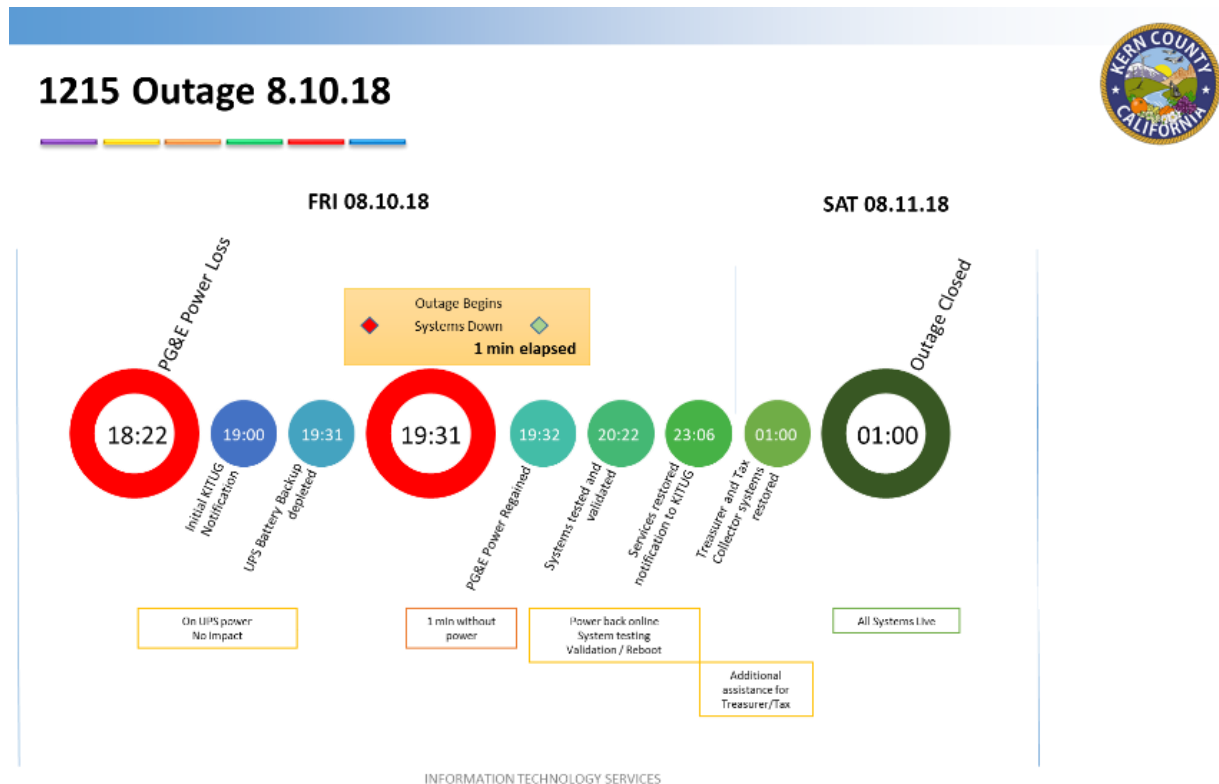 1215 Outage 8.10.18
KERN COUNTY
CALIFORNIA
FRI 08.10.18
SAT 08.11.18
PG&E Power Loss
Outage Begins
Systems Down
1 min elapsed
Outage Closed
18:22
19:00
19:31
19:31
19:32
20:22
23:06
01:00
01:00
Initial KITUG
Notification
UPS Battery Backup
depleted
PG&E Power Regained
Systems tested and
validated
Services restored
notification to KITUG
Treasurer and Tax
Collector systems
restored
On UPS power
No Impact
1 min without
power
Power back online
System testing
Validation / Reboot
Additional
assistance for
Treasurer/Tax
All Systems Live
INFORMATION TECHNOLOGY SERVICES